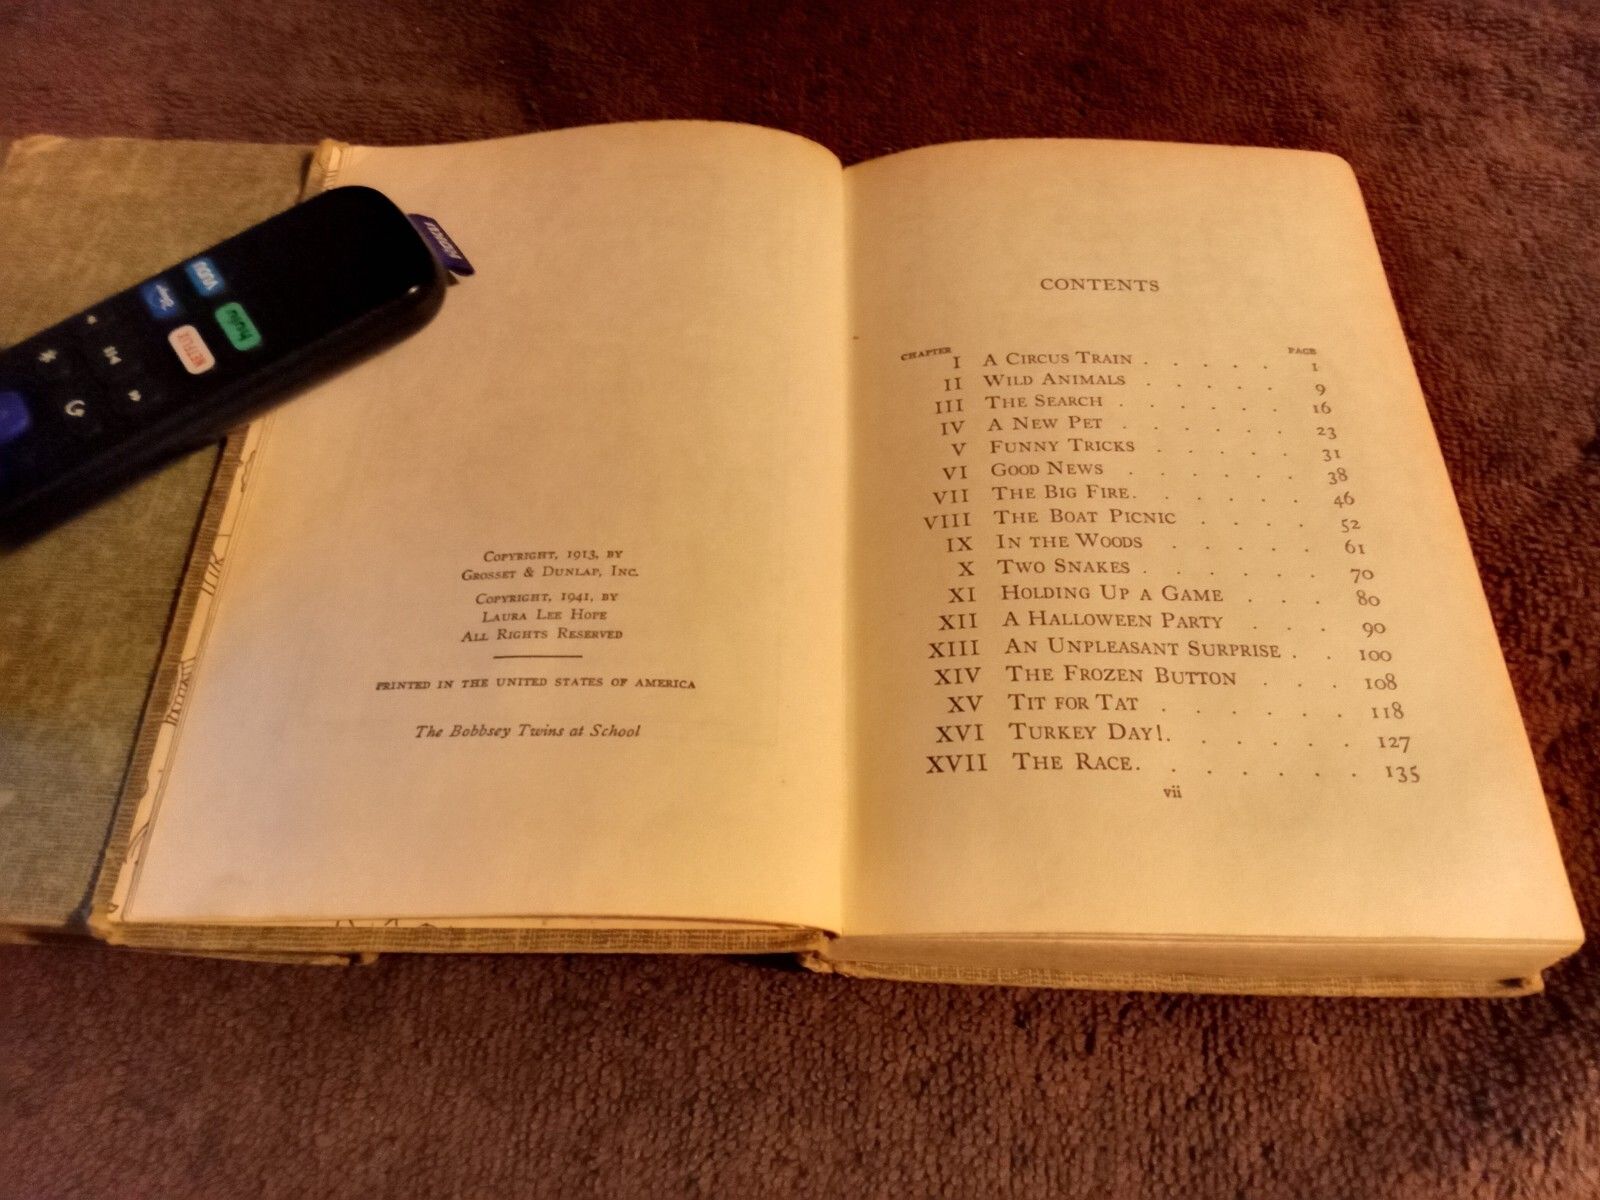 ROKU
VUDU
Disney
hulu
NETFLIX
COPYRIGHT, 1913, BY
GROSSET & DUNLAP, INC.
COPYRIGHT, 1941, BY
LAURA LEE HOPE
ALL RIGHTS RESERVED
PRINTED IN THE UNITED STATES OF AMERICA
The Bobbsey Twins at School
CONTENTS
CHAPTER PAGE
I A CIRCUS TRAIN . . . . . 1
II WILD ANIMALS . . . . . 9
III THE SEARCH . . . . . . 16
IV A NEW PET . . . . . . 23
V FUNNY TRICKS . . . . . 31
VI GOOD NEWS . . . . . . 38
VII THE BIG FIRE . . . . . . 46
VIII THE BOAT PICNIC . . . . 52
IX IN THE WOODS . . . . . 61
X TWO SNAKES . . . . . . 70
XI HOLDING UP A GAME . . . 80
XII A HALLOWEEN PARTY . . . 90
XIII AN UNPLEASANT SURPRISE . . 100
XIV THE FROZEN BUTTON . . . 108
XV TIT FOR TAT . . . . . . 118
XVI TURKEY DAY! . . . . . . 127
XVII THE RACE . . . . . . . 135
vii